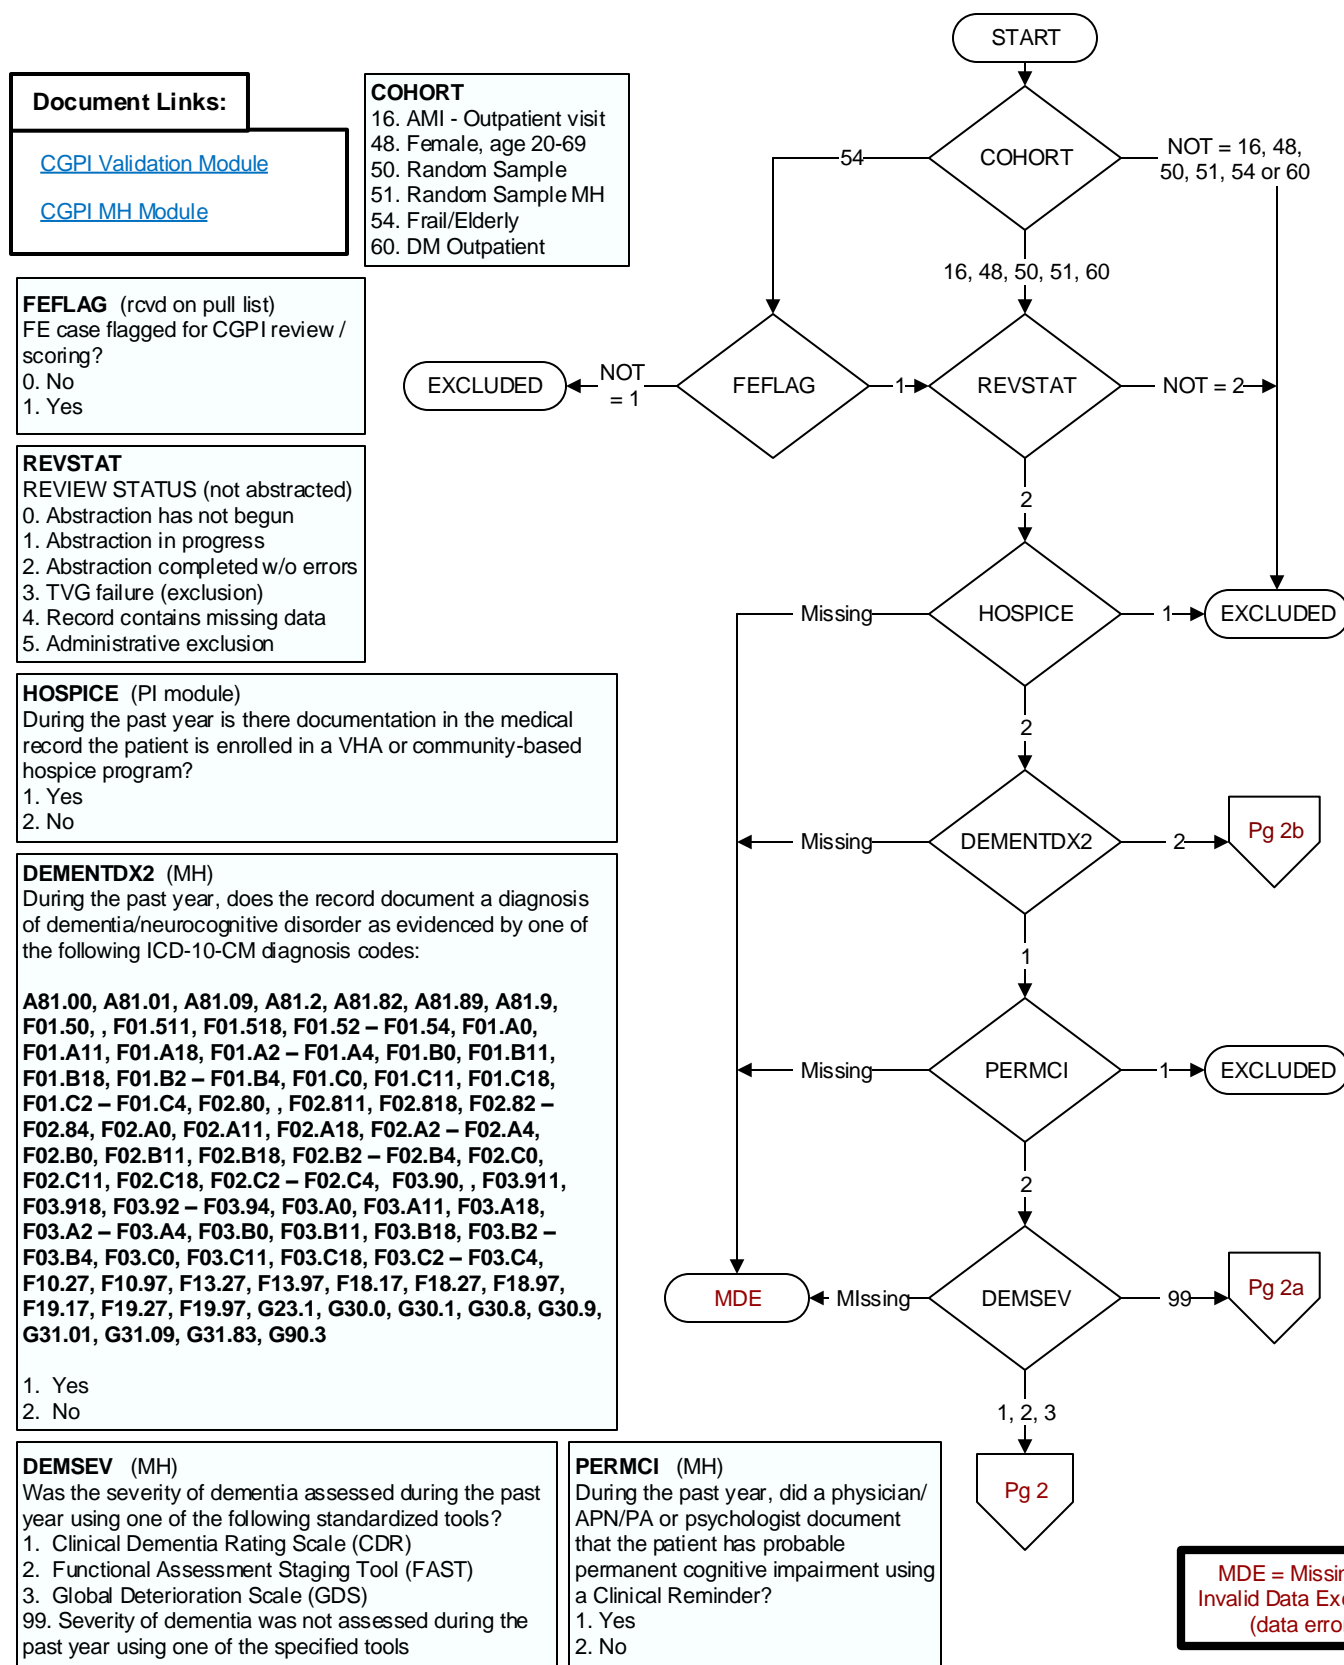 START
Document Links:
CGPI Validation Module
CGPI MH Module
COHORT
16. AMI - Outpatient visit
48. Female, age 20-69
50. Random Sample
51. Random Sample MH
54. Frail/Elderly
60. DM Outpatient
COHORT
54
NOT = 16, 48,
50, 51, 54 or 60
16, 48, 50, 51, 60
FEFLAG (rcvd on pull list)
FE case flagged for CGPI review /
scoring?
0. No
1. Yes
EXCLUDED
NOT
= 1
FEFLAG
1
REVSTAT
NOT = 2
2
REVSTAT
REVIEW STATUS (not abstracted)
0. Abstraction has not begun
1. Abstraction in progress
2. Abstraction completed w/o errors
3. TVG failure (exclusion)
4. Record contains missing data
5. Administrative exclusion
Missing
HOSPICE
1
EXCLUDED
2
HOSPICE (PI module)
During the past year is there documentation in the medical
record the patient is enrolled in a VHA or community-based
hospice program?
1. Yes
2. No
Missing
DEMENTDX2
2
Pg 2b
1
DEMENTDX2 (MH)
During the past year, does the record document a diagnosis
of dementia/neurocognitive disorder as evidenced by one of
the following ICD-10-CM diagnosis codes:
A81.00, A81.01, A81.09, A81.2, A81.82, A81.89, A81.9,
F01.50, , F01.511, F01.518, F01.52 – F01.54, F01.A0,
F01.A11, F01.A18, F01.A2 – F01.A4, F01.B0, F01.B11,
F01.B18, F01.B2 – F01.B4, F01.C0, F01.C11, F01.C18,
F01.C2 – F01.C4, F02.80, , F02.811, F02.818, F02.82 –
F02.84, F02.A0, F02.A11, F02.A18, F02.A2 – F02.A4,
F02.B0, F02.B11, F02.B18, F02.B2 – F02.B4, F02.C0,
F02.C11, F02.C18, F02.C2 – F02.C4, F03.90, , F03.911,
F03.918, F03.92 – F03.94, F03.A0, F03.A11, F03.A18,
F03.A2 – F03.A4, F03.B0, F03.B11, F03.B18, F03.B2 –
F03.B4, F03.C0, F03.C11, F03.C18, F03.C2 – F03.C4,
F10.27, F10.97, F13.27, F13.97, F18.17, F18.27, F18.97,
F19.17, F19.27, F19.97, G23.1, G30.0, G30.1, G30.8, G30.9,
G31.01, G31.09, G31.83, G90.3
1. Yes
2. No
Missing
PERMCI
1
EXCLUDED
2
MDE
MIssing
DEMSEV
99
Pg 2a
1, 2, 3
Pg 2
DEMSEV (MH)
Was the severity of dementia assessed during the past
year using one of the following standardized tools?
1. Clinical Dementia Rating Scale (CDR)
2. Functional Assessment Staging Tool (FAST)
3. Global Deterioration Scale (GDS)
99. Severity of dementia was not assessed during the
past year using one of the specified tools
PERMCI (MH)
During the past year, did a physician/
APN/PA or psychologist document
that the patient has probable
permanent cognitive impairment using
a Clinical Reminder?
1. Yes
2. No
MDE =
Invalid Data
(data